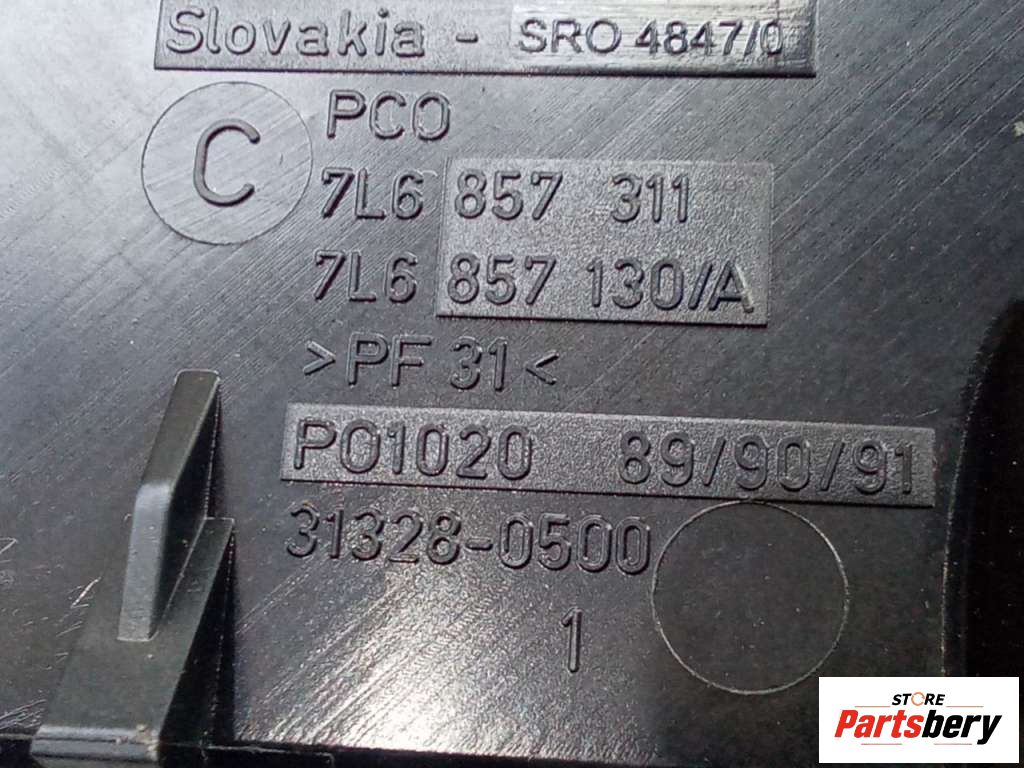 Slovakia - SRO 4847/0
C
PCO
7L6 857 311
7L6 857 130/A
>PF 31<
PO1020 89/90/91
31328-0500
1
STORE
Partsbery